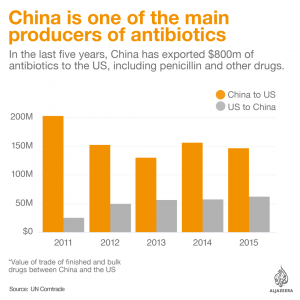 China is one of the main
producers of antibiotics
In the last five years, China has exported $800m of
antibiotics to the US, including penicillin and other drugs.
China to US
US to China
200M
150M
100M
50M
$0
2011 2012 2013 2014 2015
*Value of trade of finished and bulk
drugs between China and the US
Source: UN Comtrade
ALJAZEERA